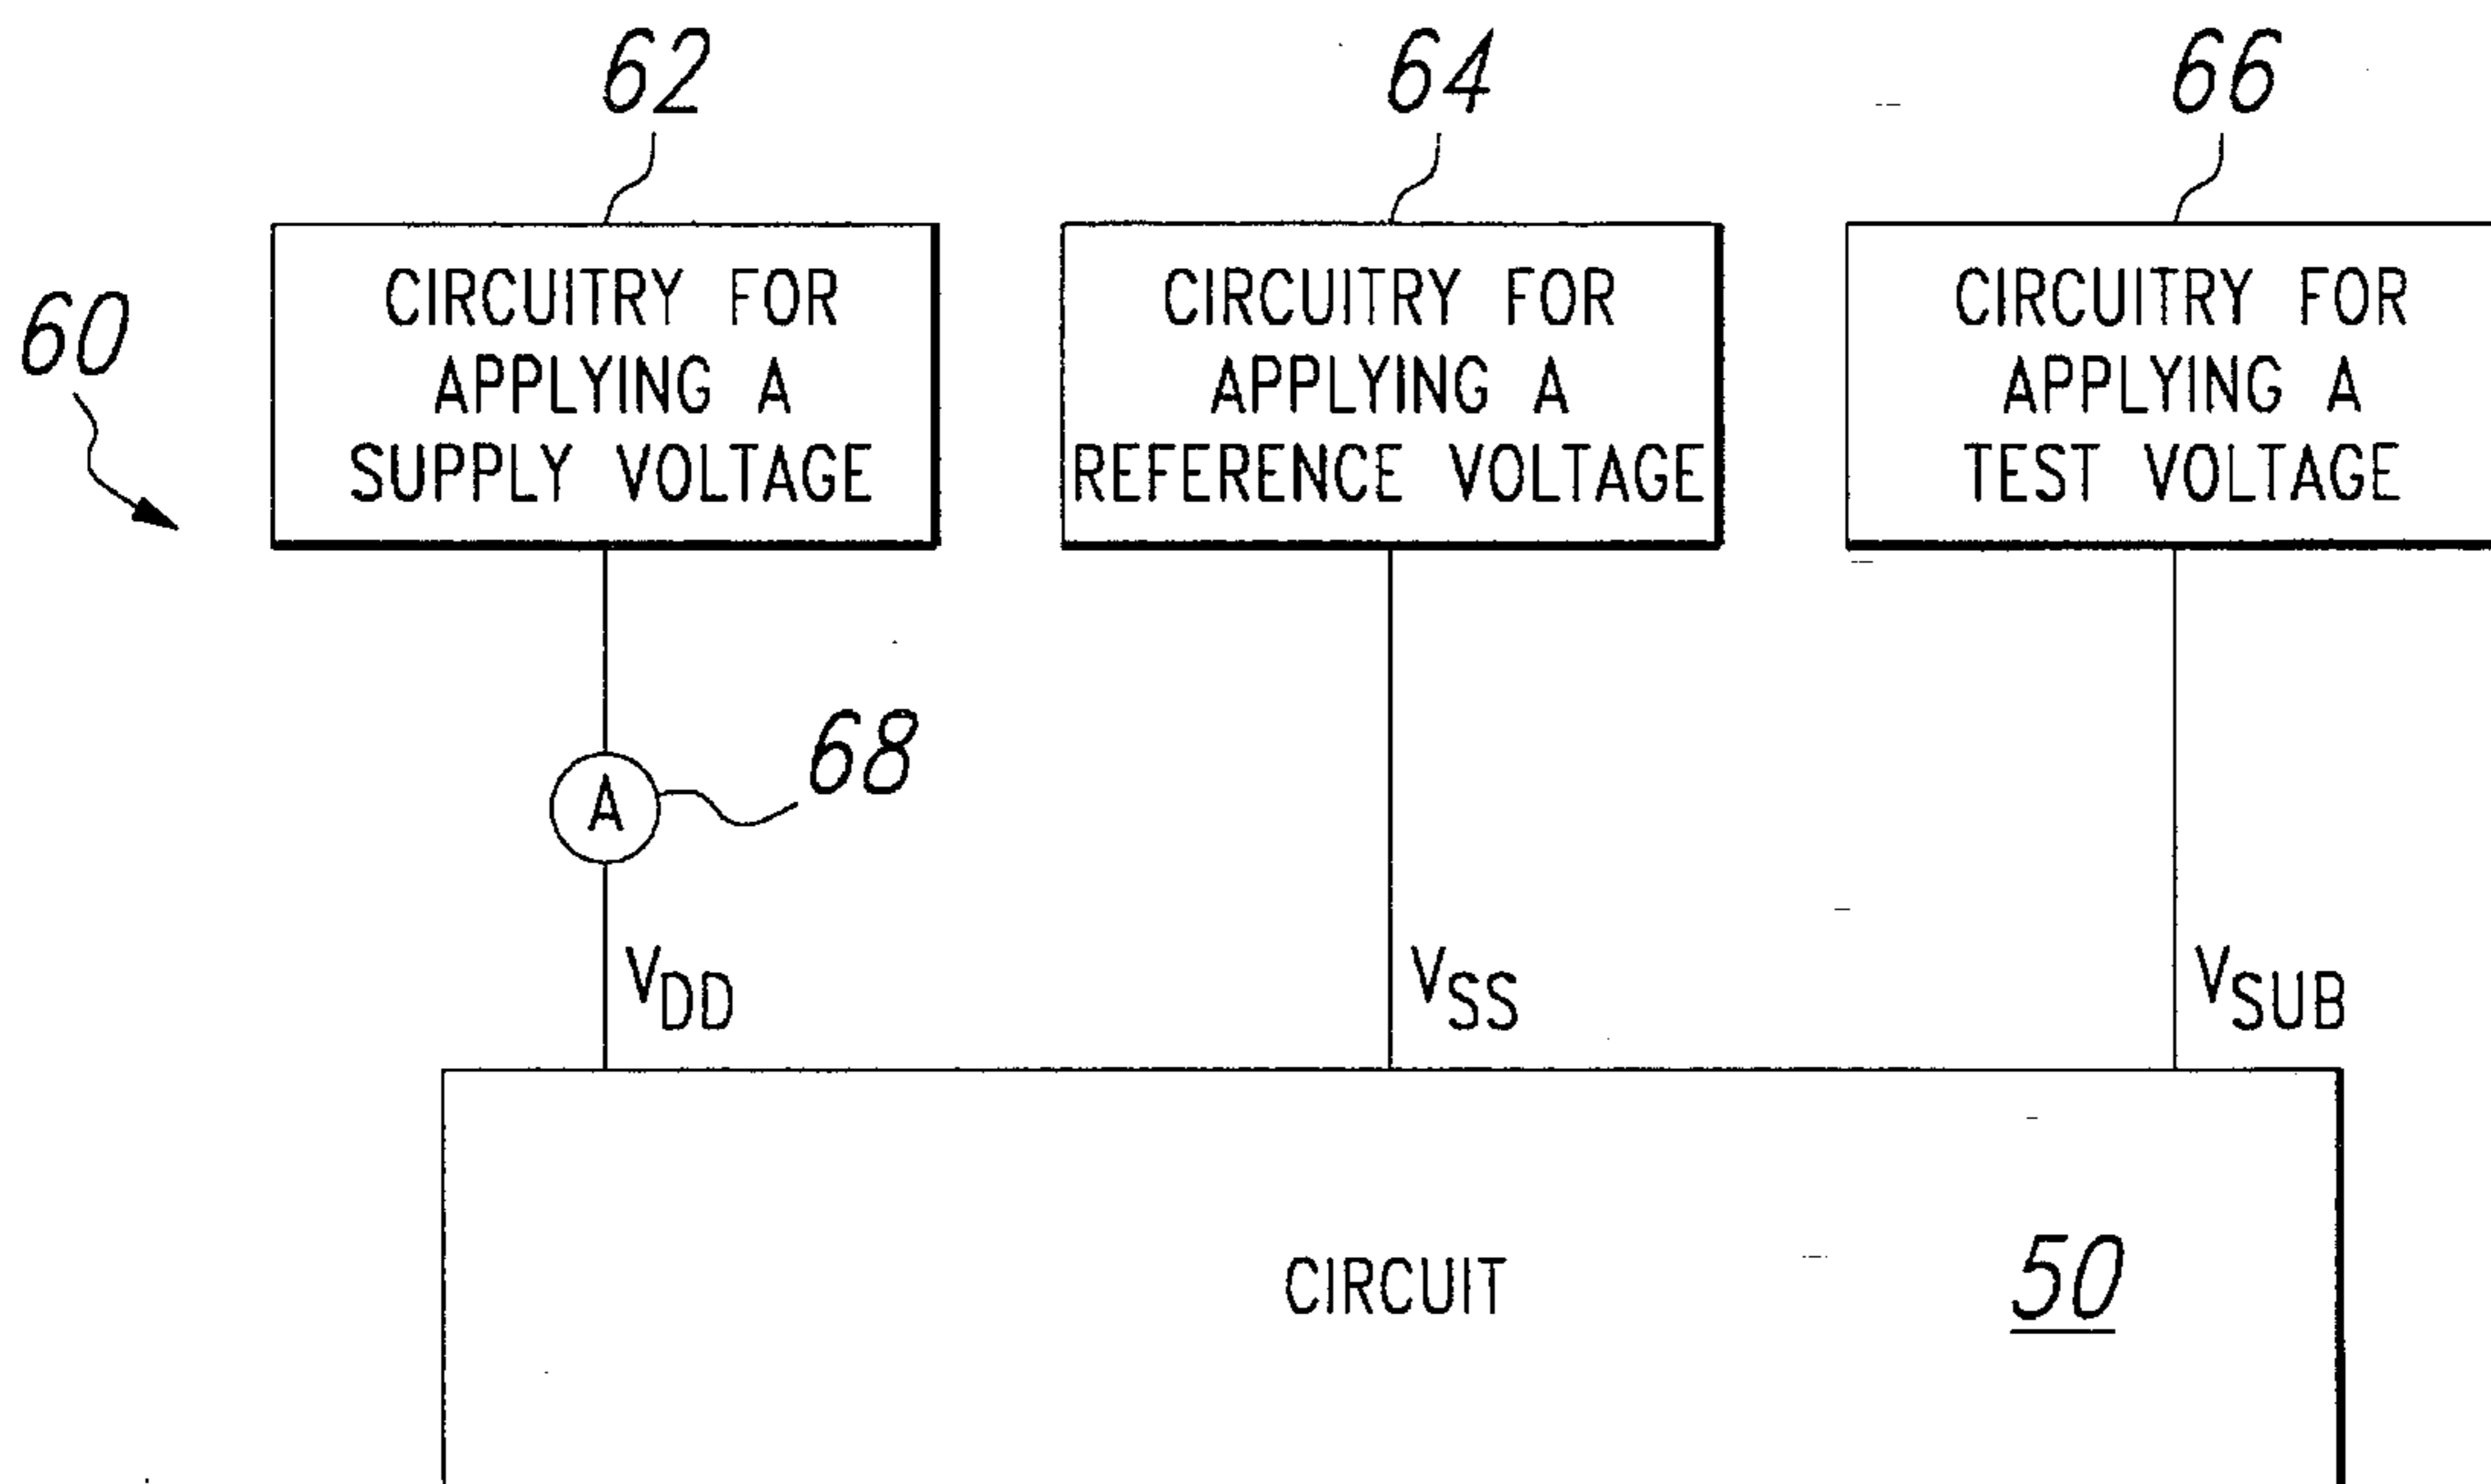 62
64
66
60
CIRCUITRY FOR
APPLYING A
SUPPLY VOLTAGE
CIRCUITRY FOR
APPLYING A
REFERENCE VOLTAGE
CIRCUITRY FOR
APPLYING A
TEST VOLTAGE
A
68
VDD
VSS
VSUB
CIRCUIT
50